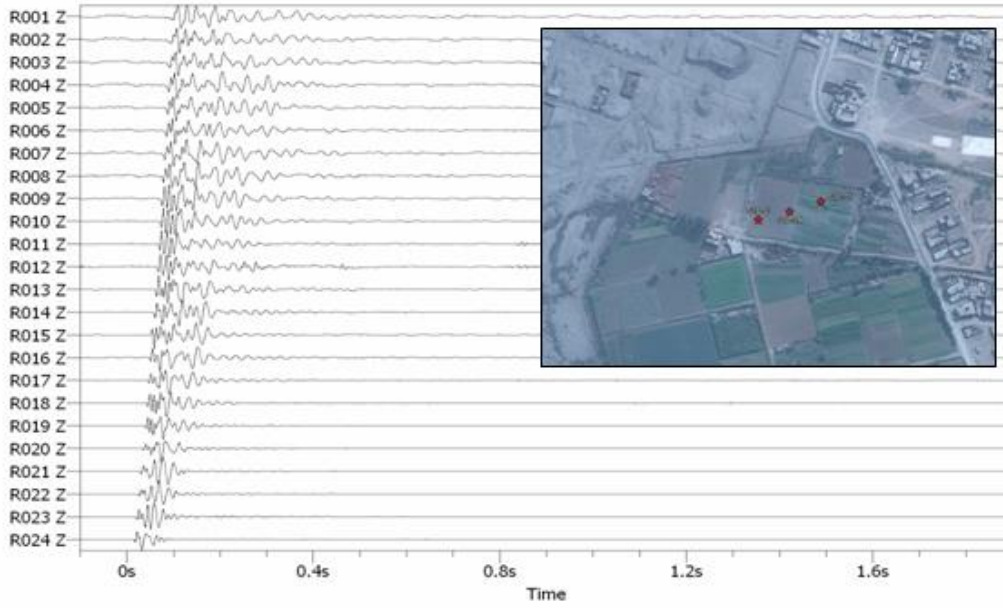 R001 Z
R002 Z
R003 Z
R004 Z
R005 Z
R006 Z
R007 Z
R008 Z
R009 Z
R010 Z
R011 Z
R012 Z
R013 Z
R014 Z
R015 Z
R016 Z
R017 Z
R018 Z
R019 Z
R020 Z
R021 Z
R022 Z
R023 Z
R024 Z
0s 0.4s 0.8s 1.2s 1.6s
Time